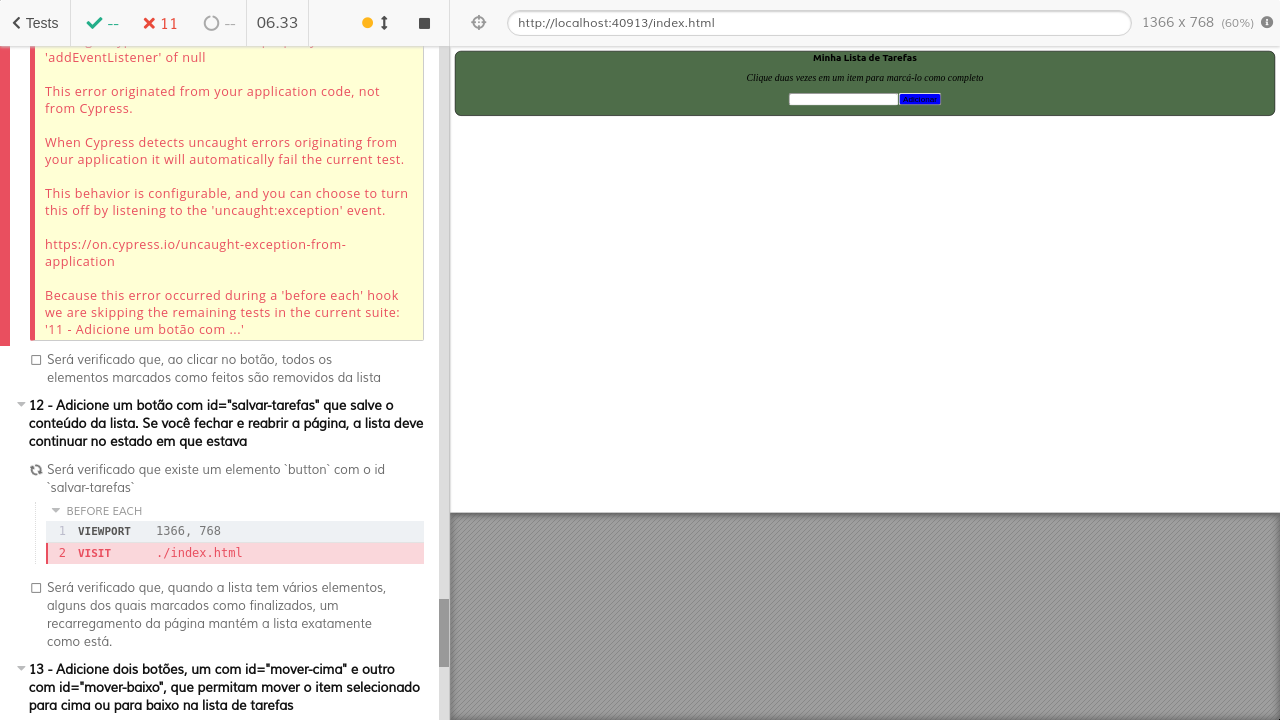 Tests
--
11
--
06.33
http://localhost:40913/index.html
1366 x 768 (60%)
'addEventListener' of null
This error originated from your application code, not
from Cypress.
When Cypress detects uncaught errors originating from
your application it will automatically fail the current test.
This behavior is configurable, and you can choose to turn
this off by listening to the 'uncaught:exception' event.
https://on.cypress.io/uncaught-exception-from-
application
Because this error occurred during a 'before each' hook
we are skipping the remaining tests in the current suite:
'11 - Adicione um botão com ...'
Será verificado que, ao clicar no botão, todos os
elementos marcados como feitos são removidos da lista
12 - Adicione um botão com id="salvar-tarefas" que salve o
conteúdo da lista. Se você fechar e reabrir a página, a lista deve
continuar no estado em que estava
Será verificado que existe um elemento `button` com o id
`salvar-tarefas`
BEFORE EACH
1 VIEWPORT 1366, 768
2 VISIT ./index.html
Será verificado que, quando a lista tem vários elementos,
alguns dos quais marcados como finalizados, um
recarregamento da página mantém a lista exatamente
como está.
13 - Adicione dois botões, um com id="mover-cima" e outro
com id="mover-baixo", que permitam mover o item selecionado
para cima ou para baixo na lista de tarefas
Minha Lista de Tarefas
Clique duas vezes em um item para marcá-lo como completo